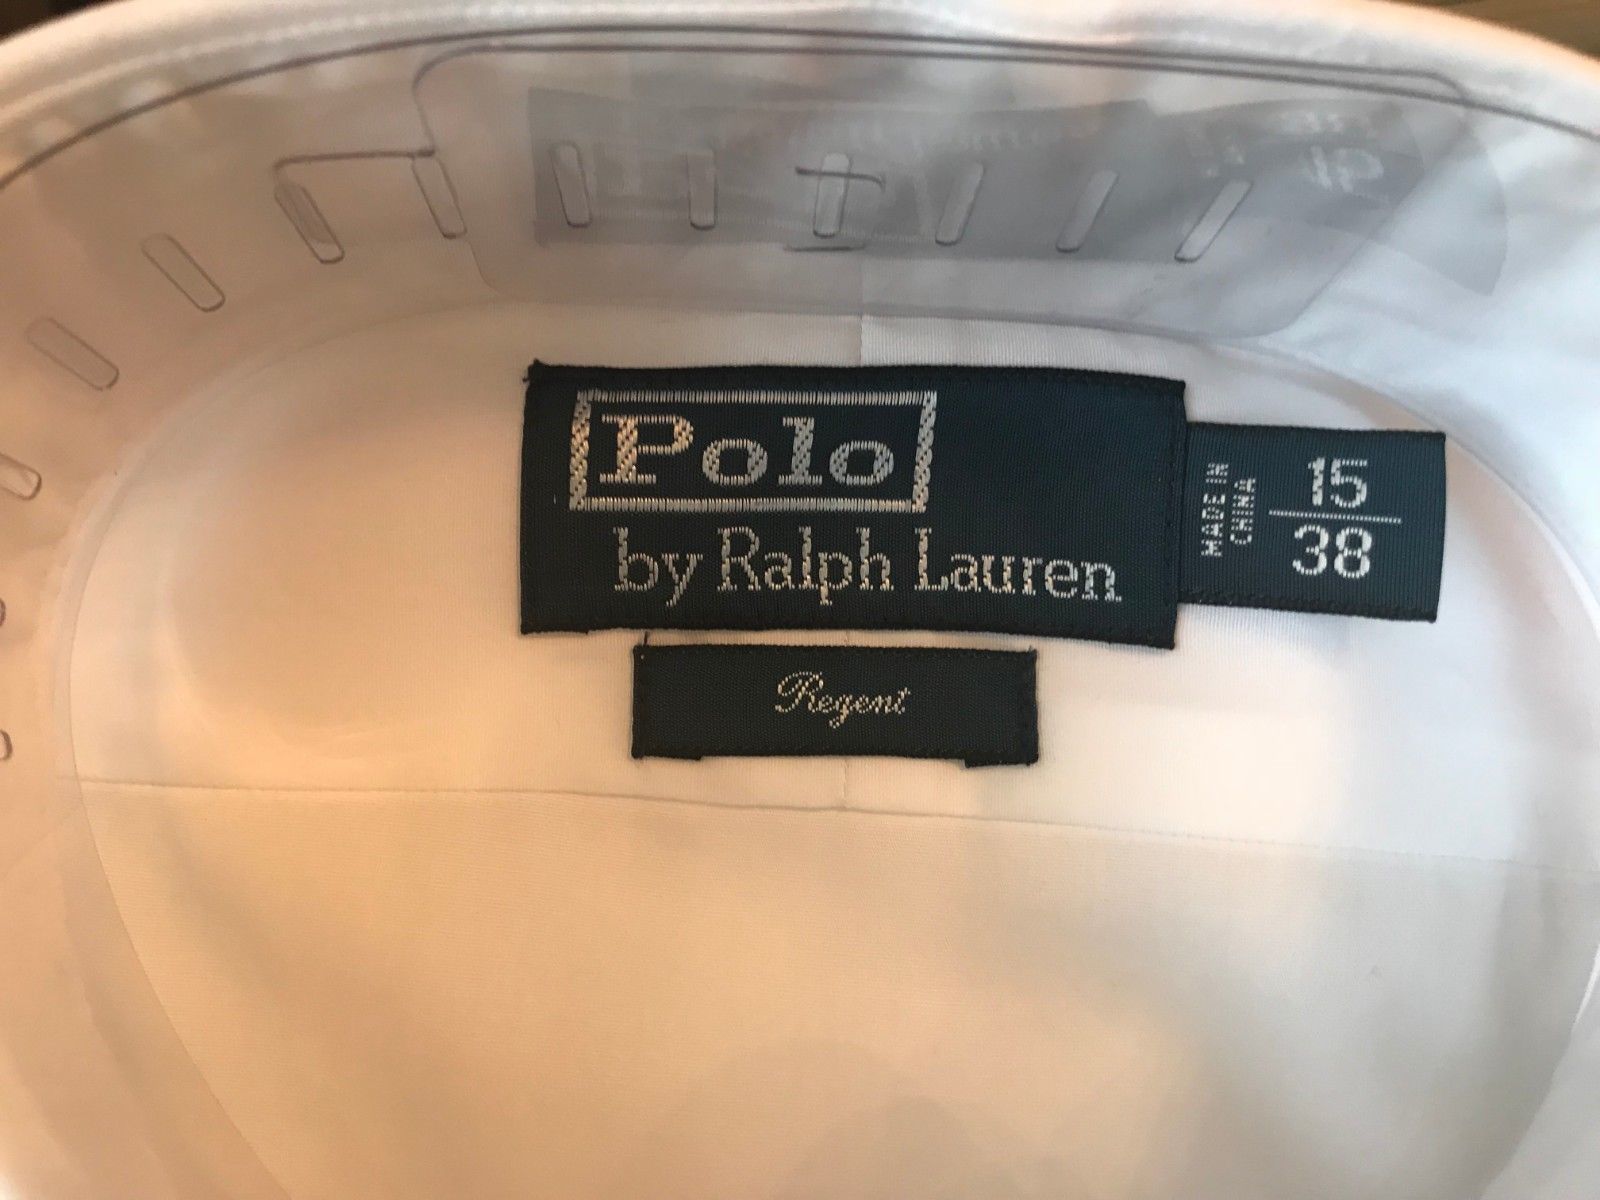 Polo
by Ralph Lauren
MADE IN
CHINA
15
38
Regent